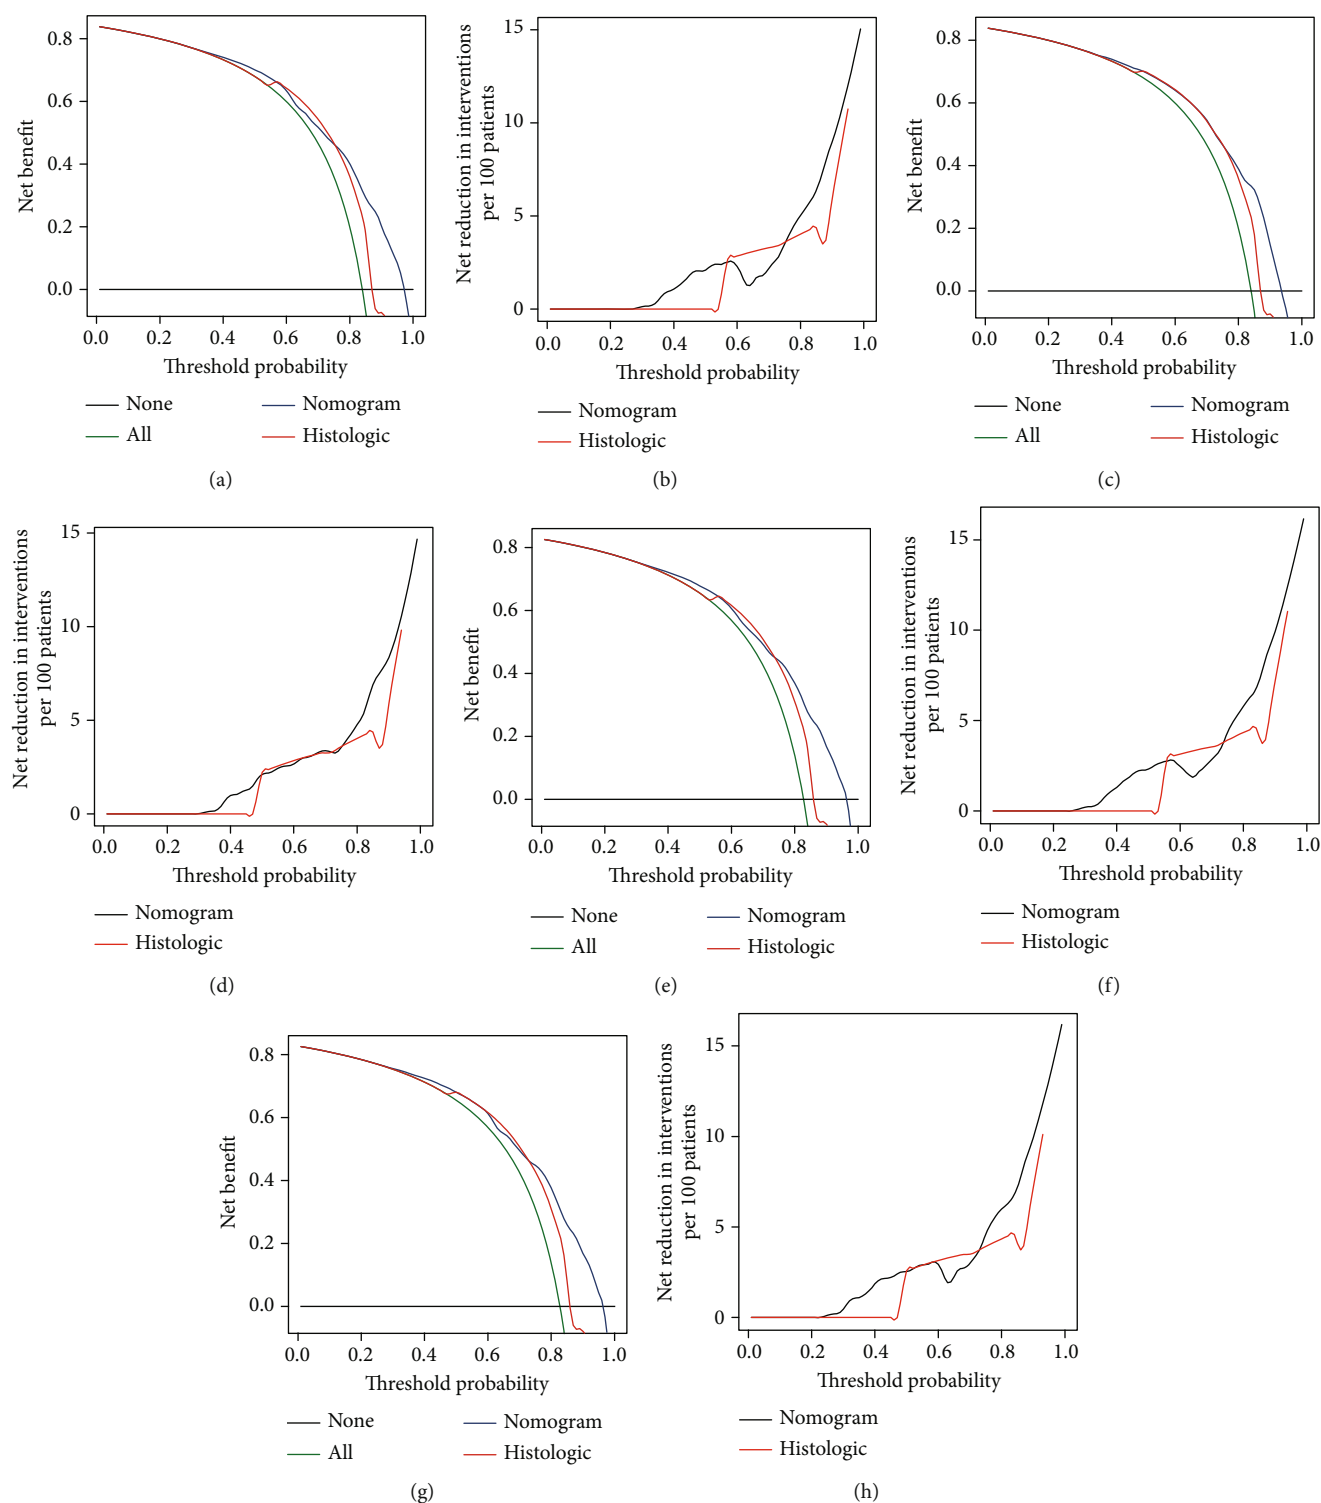 Net benefit
0.8
0.6
0.4
0.2
0.0
0.0 0.2 0.4 0.6 0.8 1.0
Threshold probability
None Nomogram
All Histologic
(a)
Net reduction in interventions
per 100 patients
15
10
5
0
0.0 0.2 0.4 0.6 0.8 1.0
Threshold probability
Nomogram
Histologic
(b)
Net benefit
0.8
0.6
0.4
0.2
0.0
0.0 0.2 0.4 0.6 0.8 1.0
Threshold probability
None Nomogram
All Histologic
(c)
Net reduction in interventions
per 100 patients
15
10
5
0
0.0 0.2 0.4 0.6 0.8 1.0
Threshold probability
Nomogram
Histologic
(d)
Net benefit
0.8
0.6
0.4
0.2
0.0
0.0 0.2 0.4 0.6 0.8 1.0
Threshold probability
None Nomogram
All Histologic
(e)
Net reduction in interventions
per 100 patients
15
10
5
0
0.0 0.2 0.4 0.6 0.8 1.0
Threshold probability
Nomogram
Histologic
(f)
Net benefit
0.8
0.6
0.4
0.2
0.0
0.0 0.2 0.4 0.6 0.8 1.0
Threshold probability
None Nomogram
All Histologic
(g)
Net reduction in interventions
per 100 patients
15
10
5
0
0.0 0.2 0.4 0.6 0.8 1.0
Threshold probability
Nomogram
Histologic
(h)